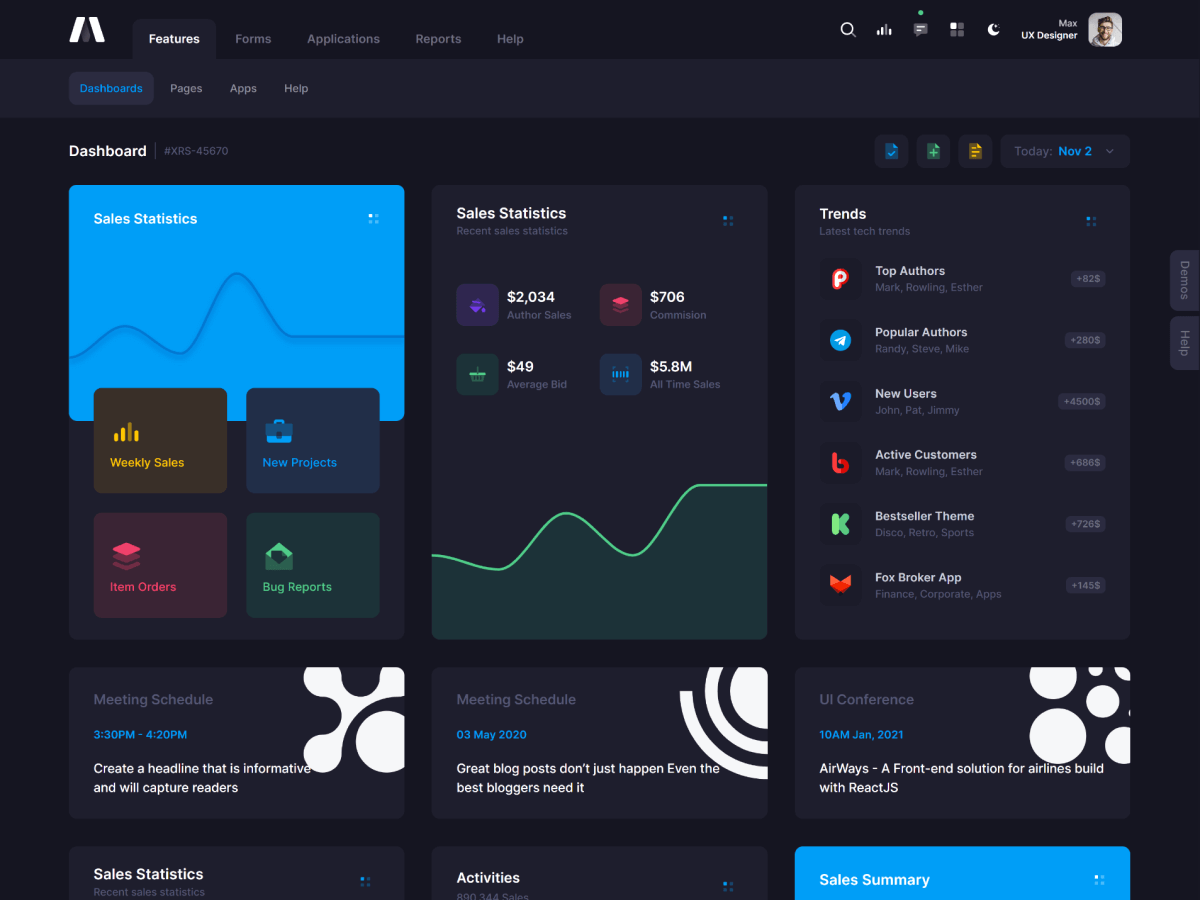 Features
Forms
Applications
Reports
Help
Max
UX Designer
Dashboards
Pages
Apps
Help
Dashboard
#XRS-45670
Today: Nov 2
Sales Statistics
Weekly Sales
New Projects
Item Orders
Bug Reports
Sales Statistics
Recent sales statistics
$2,034
Author Sales
$706
Commision
$49
Average Bid
$5.8M
All Time Sales
Trends
Latest tech trends
Top Authors
Mark, Rowling, Esther
+82$
Popular Authors
Randy, Steve, Mike
+280$
New Users
John, Pat, Jimmy
+4500$
Active Customers
Mark, Rowling, Esther
+686$
Bestseller Theme
Disco, Retro, Sports
+726$
Fox Broker App
Finance, Corporate, Apps
+145$
Demos
Help
Meeting Schedule
3:30PM - 4:20PM
Create a headline that is informative
and will capture readers
Meeting Schedule
03 May 2020
Great blog posts don’t just happen Even the
best bloggers need it
UI Conference
10AM Jan, 2021
AirWays - A Front-end solution for airlines build
with ReactJS
Sales Statistics
Recent sales statistics
Activities
890,344 Sales
Sales Summary